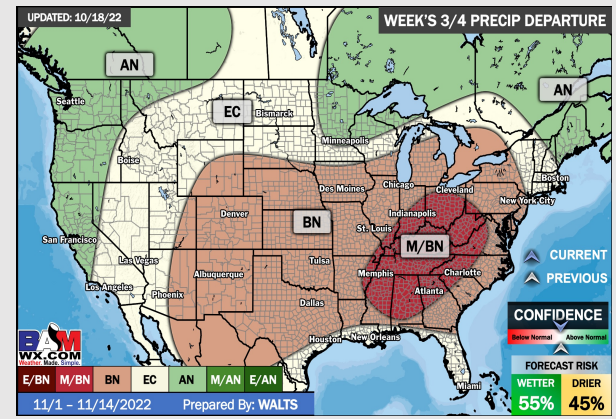 UPDATED: 10/18/22
WEEK'S 3/4 PRECIP DEPARTURE
AN
AN
Seattle
EC
Bismarck
Minneapolis
Boise
Boston
Chicago
Cleveland
Des Moines
New York City
Denver
Indianapolis
BN
St. Louis
San Francisco
M/BN
CURRENT
Las Vegas
Tulsa
PREVIOUS
Albuquerque
Memphis
Charlotte
Los Angeles
Phoenix
Atlanta
Dallas
CONFIDENCE
Below Normal Above Normal
BAM
WX.COM
Weather. Made. Simple.
Houston
New Orleans
FORECAST RISK
WETTER DRIER
55% 45%
Miami
E/BN M/BN BN EC AN M/AN E/AN
11/1 – 11/14/2022 Prepared By: WALTS